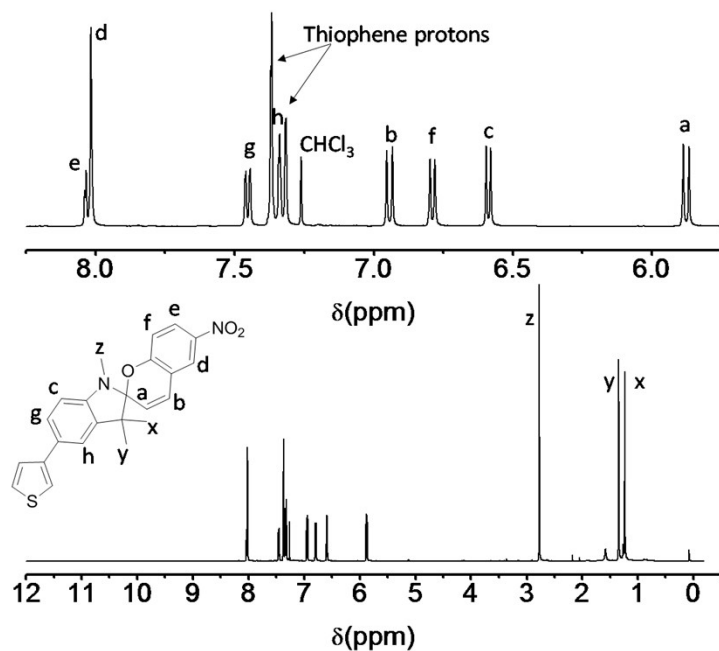 d
Thiophene protons
h
e
g
CHCl₃
b
f
c
a
8.0 7.5 7.0 6.5 6.0
δ(ppm)
e
f
NO₂
z
O
d
N
c
a
b
g
x
h
y
S
z
y
x
12 11 10 9 8 7 6 5 4 3 2 1 0
δ(ppm)